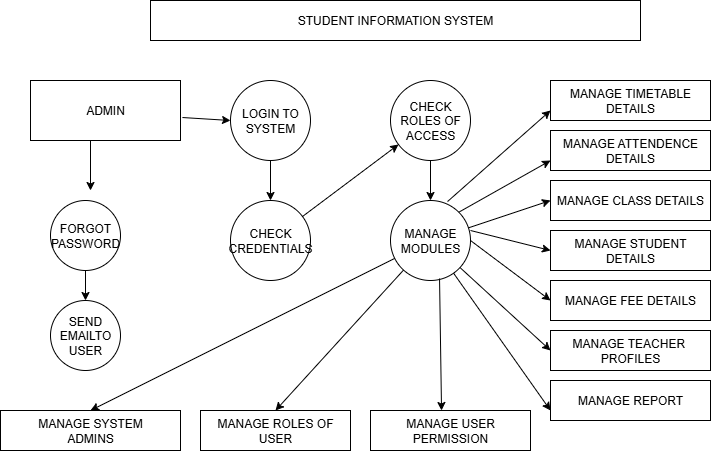 STUDENT INFORMATION SYSTEM
ADMIN
LOGIN TO
SYSTEM
CHECK
ROLES OF
ACCESS
MANAGE TIMETABLE
DETAILS
MANAGE ATTENDENCE
DETAILS
MANAGE CLASS DETAILS
FORGOT
PASSWORD
CHECK
CREDENTIALS
MANAGE
MODULES
MANAGE STUDENT
DETAILS
MANAGE FEE DETAILS
SEND
EMAILTO
USER
MANAGE TEACHER
PROFILES
MANAGE REPORT
MANAGE SYSTEM
ADMINS
MANAGE ROLES OF
USER
MANAGE USER
PERMISSION